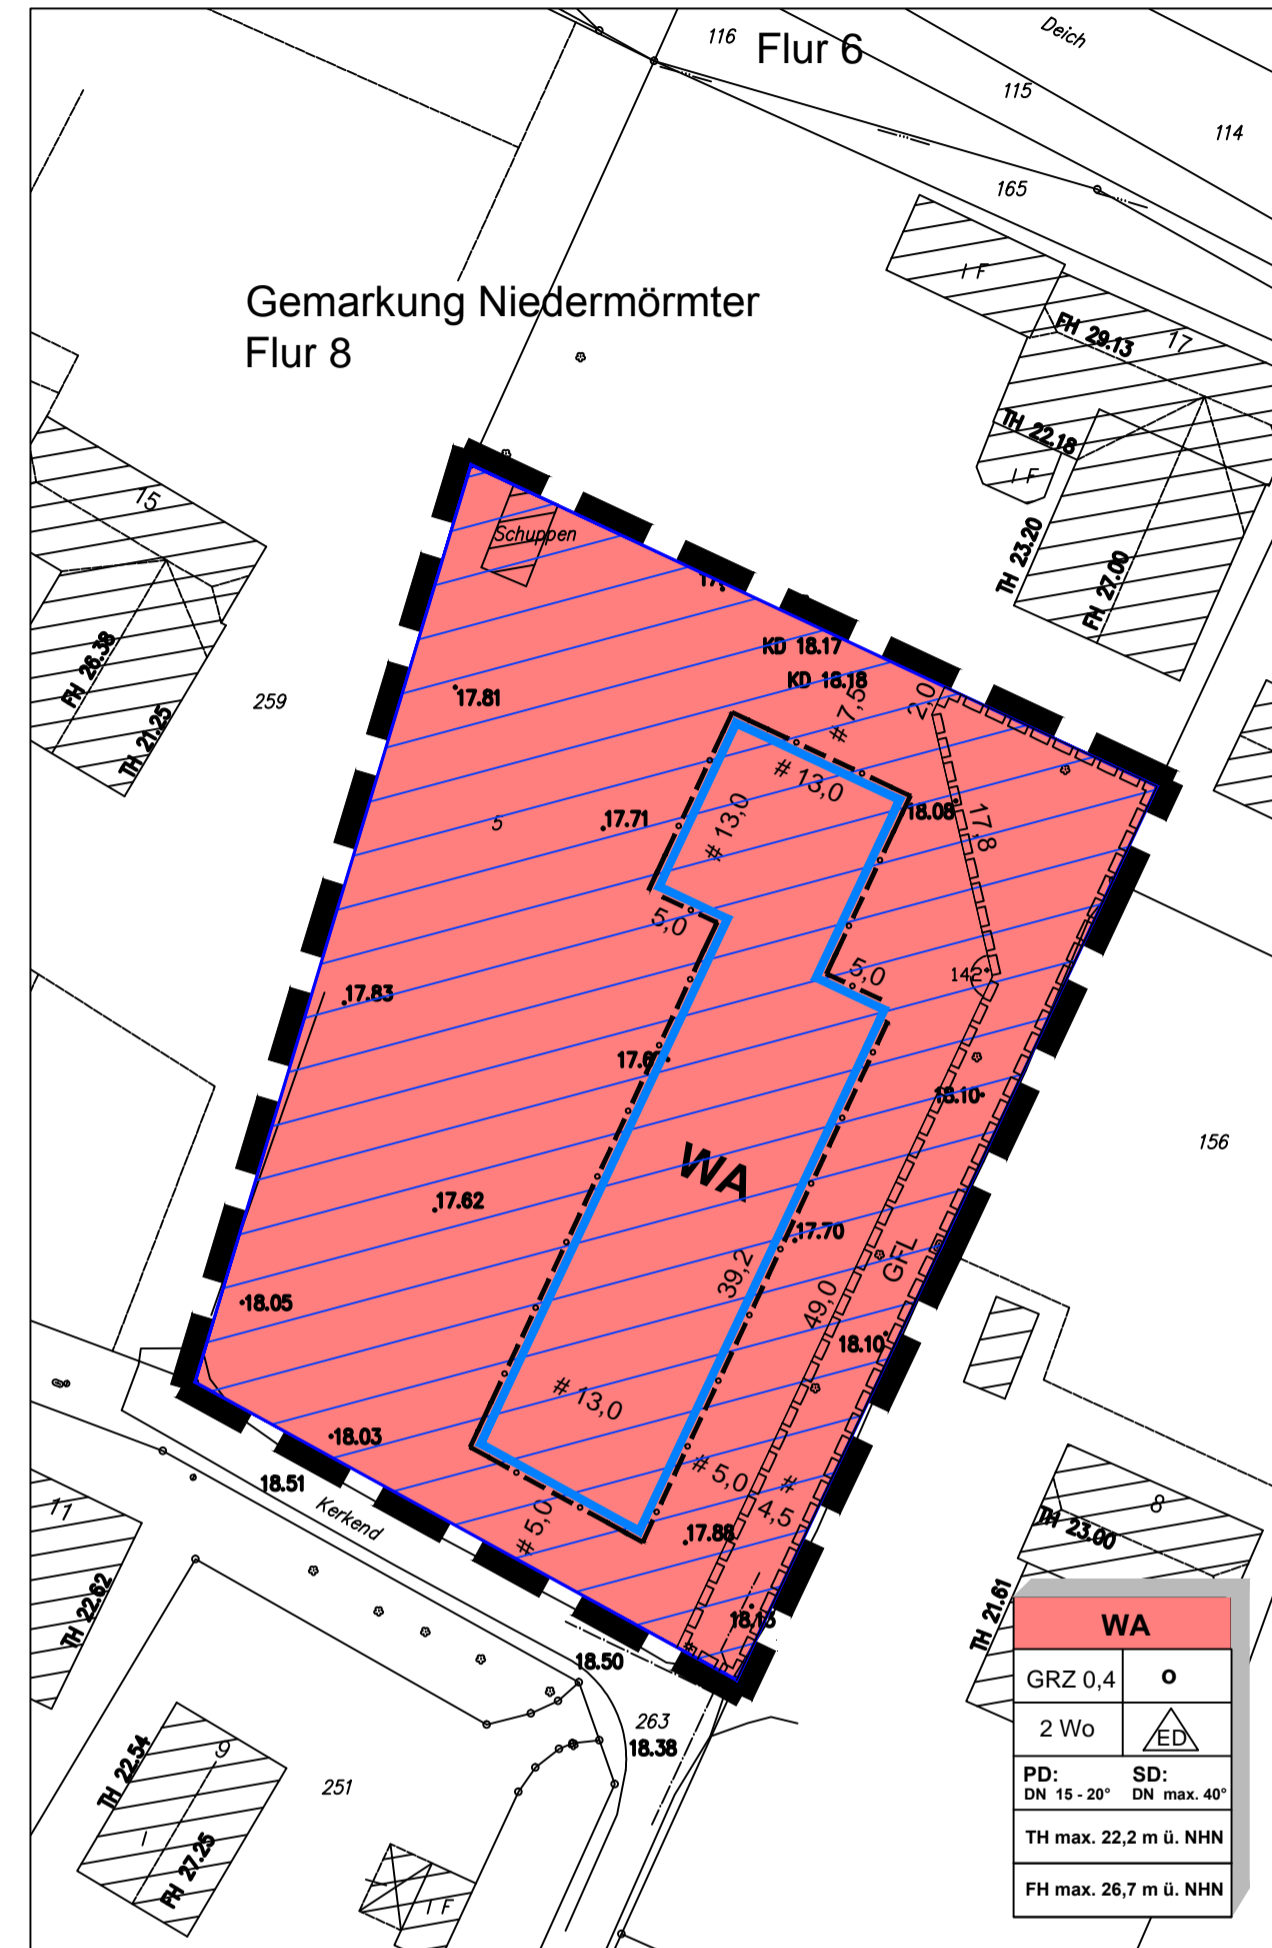 116
Flur 6
Deich
115
114
165
I F
Gemarkung Niedermörmter
Flur 8
FH 29.13
17
TH 22.18
I F
15
Schuppen
TH 23.20
FH 27.00
KD 18.17
KD 18.18
FH 26.38
259
17.81
# 7,5
2,0
TH 21.25
# 13,0
# 13,0
18.08
17,8
5
17.71
5,0
5,0
142°
17.83
18.10
156
WA
17.62
17.70
GFL
39,2
49,0
18.05
18.10
# 13,0
18.03
# 5,0
#
4,5
18.51
Kerkend
# 5,0
17.88
11
8
TH 23.00
TH 22.62
TH 21.61
18.50
263
18.38
TH 22.54
9
251
I
FH 27.25
I
I F
WA
GRZ 0,4
o
2 Wo
ED
PD: SD:
DN 15 - 20° DN max. 40°
TH max. 22,2 m ü. NHN
FH max. 26,7 m ü. NHN